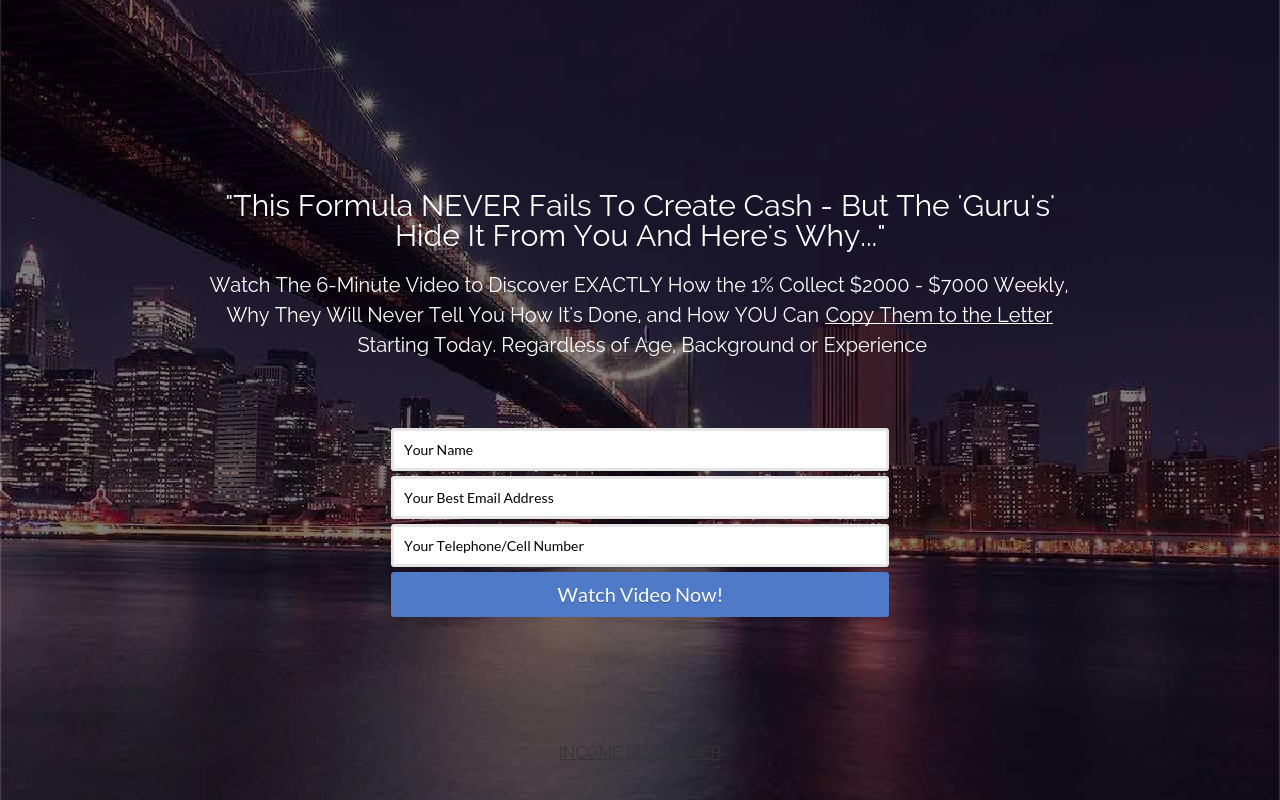 "This Formula NEVER Fails To Create Cash - But The 'Guru's'
Hide It From You And Here's Why..."
Watch The 6-Minute Video to Discover EXACTLY How the 1% Collect $2000 - $7000 Weekly,
Why They Will Never Tell You How It's Done, and How YOU Can Copy Them to the Letter
Starting Today. Regardless of Age, Background or Experience
Your Name
Your Best Email Address
Your Telephone/Cell Number
Watch Video Now!
INCOME DISCLAIMER